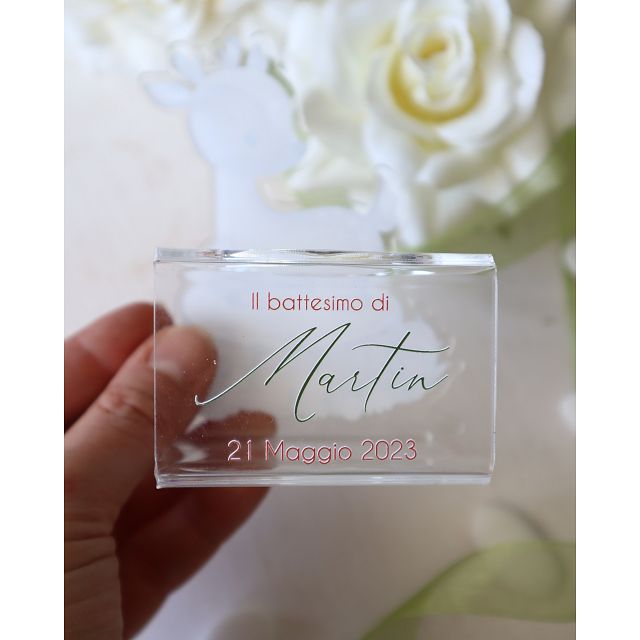 Il battesimo di
Martin
21 Maggio 2023